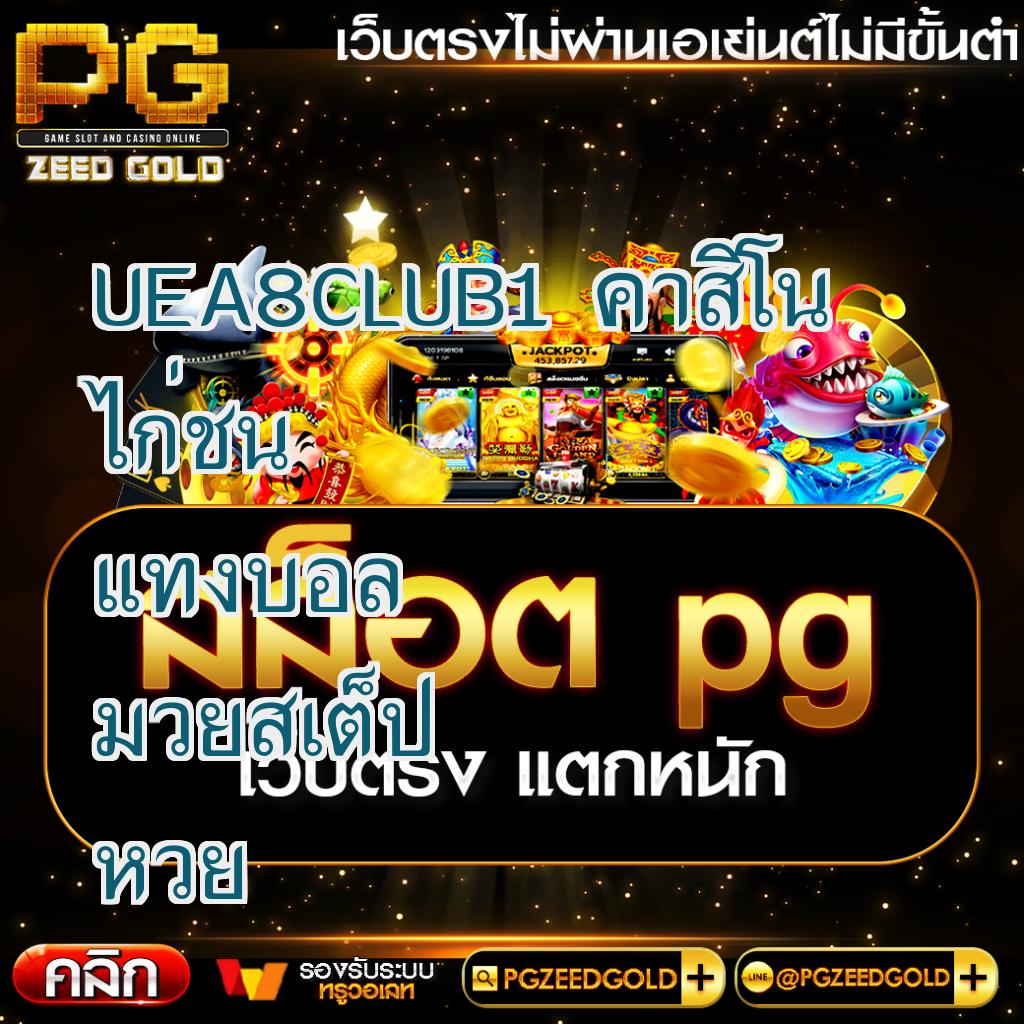 เว็บตรงไม่ผ่านเอเย่นต์ไม่มีขั้นต่ำ
PG
GAME SLOT AND CASINO ONLINE
ZEED GOLD
UEA8CLUB1 คาสิโน
JACKPOT
453,857.29
ไก่ชน
สล็อต pg
แทงบอล
มวยสเต็ป
เว็บตรง แตกหนัก
หวย
คลิก
รองรับระบบ
ทรูวอเลท
PGZEEDGOLD
LINE
@PGZEEDGOLD